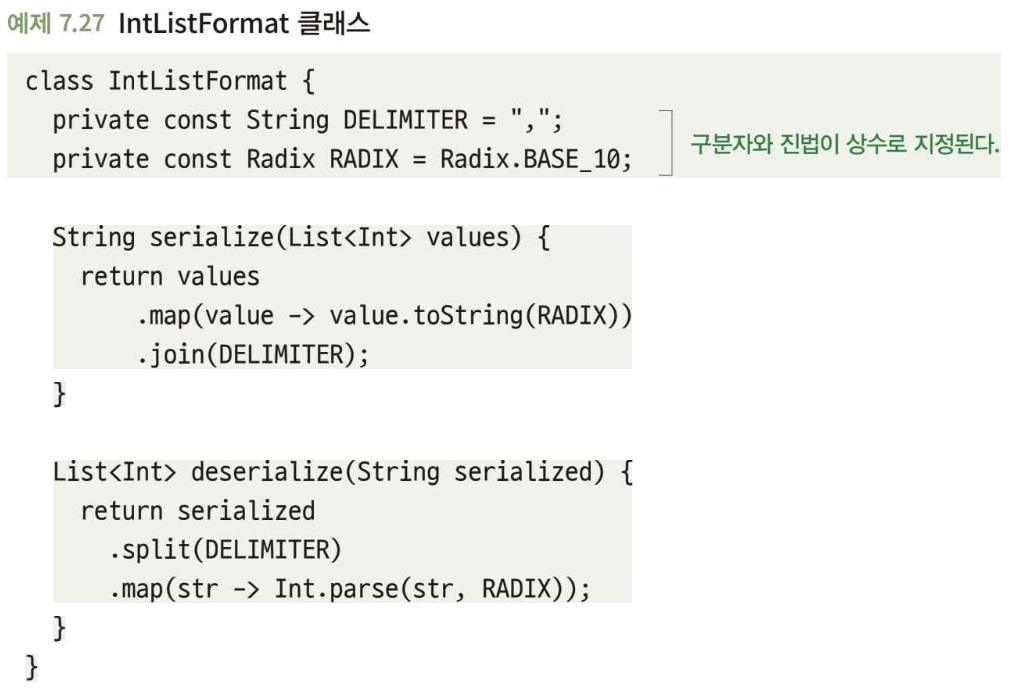 예제 7.27 IntListFormat 클래스
class IntListFormat {
private const String DELIMITER = ",";
private const Radix RADIX = Radix.BASE_10;
구분자와 진법이 상수로 지정된다.
String serialize(List<Int> values) {
return values
.map(value -> value.toString(RADIX))
.join(DELIMITER);
}
List<Int> deserialize(String serialized) {
return serialized
.split(DELIMITER)
.map(str -> Int.parse(str, RADIX));
}
}